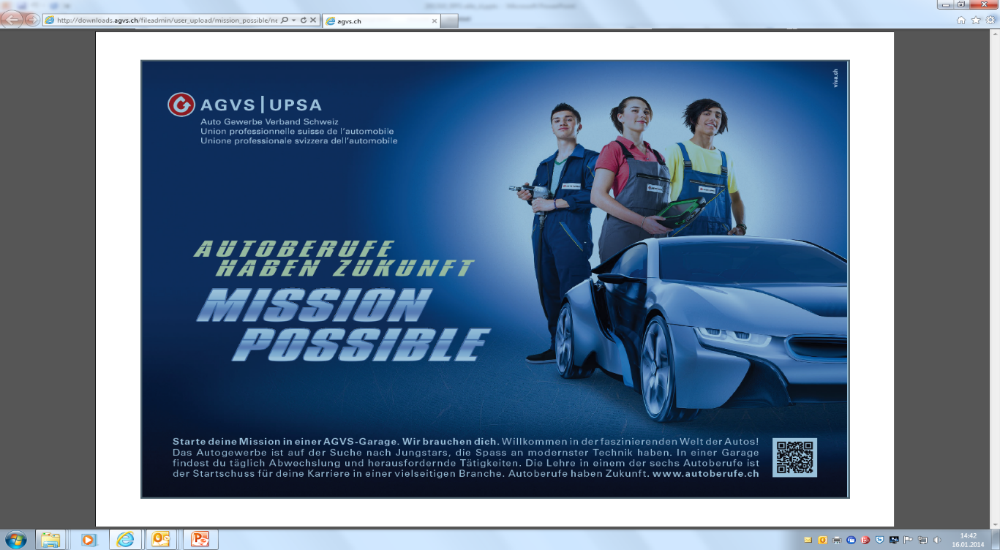 http://downloads.agvs.ch/fileadmin/user_upload/mission_possible/ne
agvs.ch
viva.ch
AGVS | UPSA
Auto Gewerbe Verband Schweiz
Union professionnelle suisse de l'automobile
Unione professionale svizzera dell'automobile
AUTOBERUFE
HABEN ZUKUNFT
MISSION
POSSIBLE
Starte deine Mission in einer AGVS-Garage. Wir brauchen dich. Willkommen in der faszinierenden Welt der Autos!
Das Autogewerbe ist auf der Suche nach Jungstars, die Spass an modernster Technik haben. In einer Garage
findest du täglich Abwechslung und herausfordernde Tätigkeiten. Die Lehre in einem der sechs Autoberufe ist
der Startschuss für deine Karriere in einer vielseitigen Branche. Autoberufe haben Zukunft. www.autoberufe.ch
14:42
16.01.2014